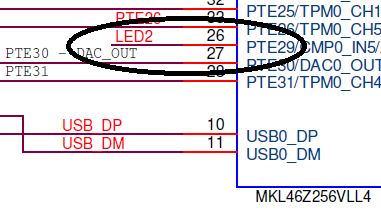 32
PTE25/TPM0_CH1
PTE26
PTE26/TPM0_CH5
LED2 26
PTE29/CMP0_IN5/
PTE30 - DAC_OUT 27
PTE30/DAC0_OUT
PTE31 28
PTE31/TPM0_CH4
USB_DP 10
USB0_DP
USB_DM 11
USB0_DM
MKL46Z256VLL4